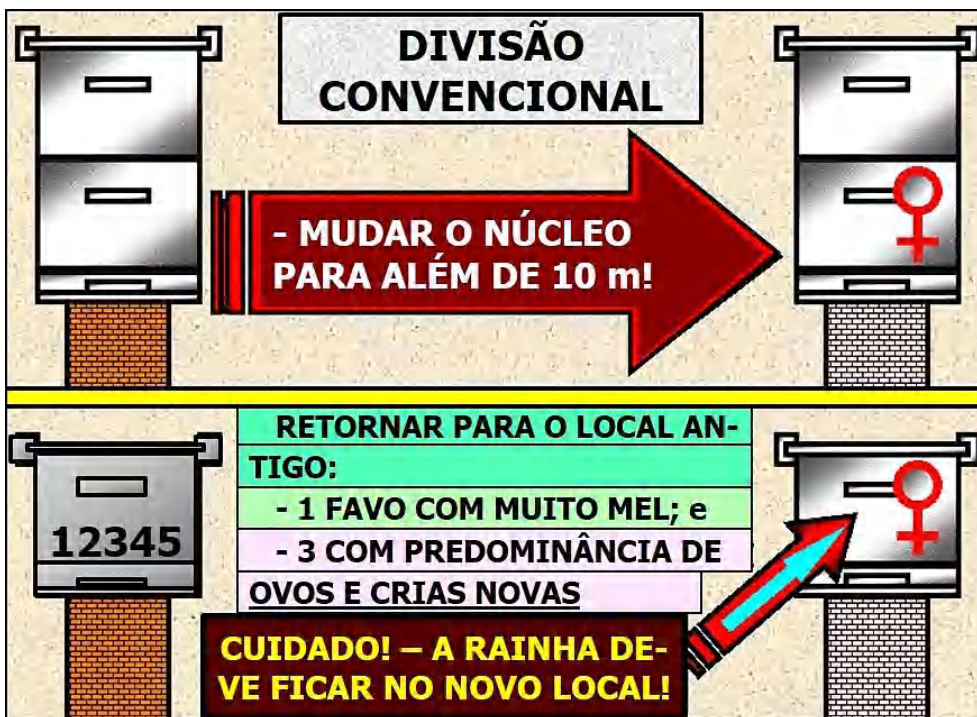 DIVISÃO
CONVENCIONAL
- MUDAR O NÚCLEO
PARA ALÉM DE 10 m!
RETORNAR PARA O LOCAL AN-
TIGO:
- 1 FAVO COM MUITO MEL; e
- 3 COM PREDOMINÂNCIA DE
OVOS E CRIAS NOVAS
12345
CUIDADO! – A RAINHA DE-
VE FICAR NO NOVO LOCAL!